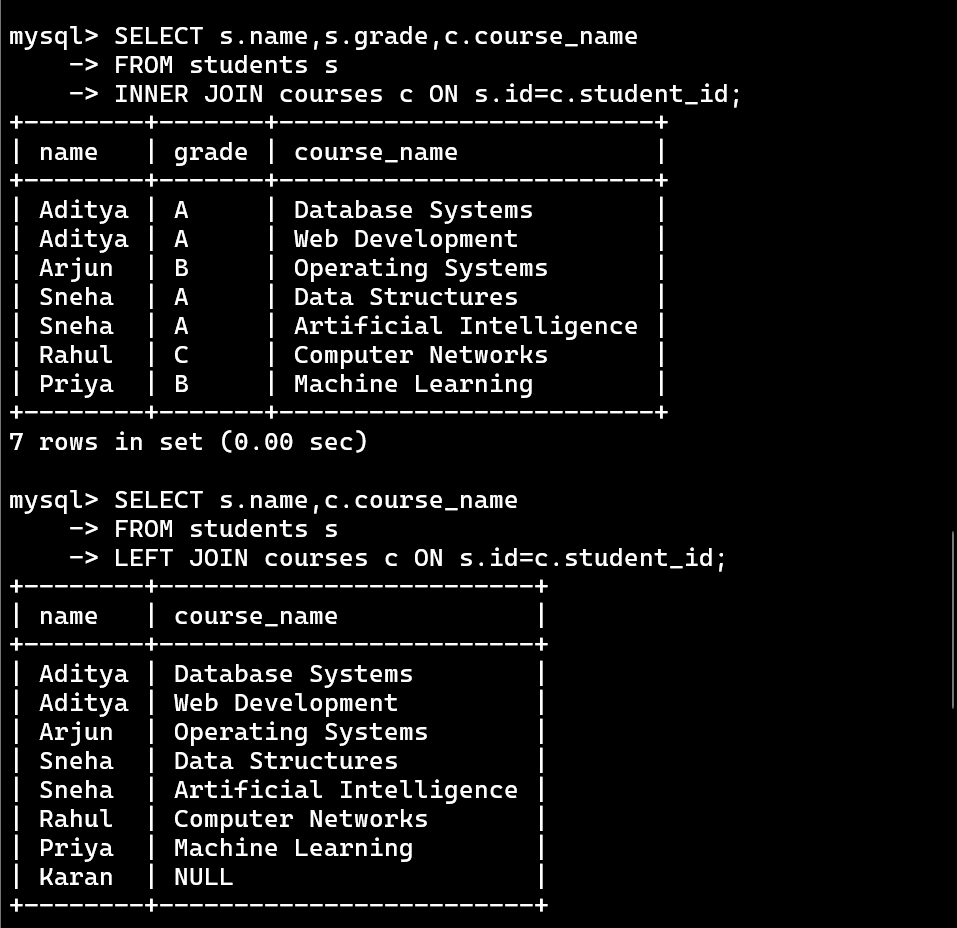 mysql> SELECT s.name,s.grade,c.course_name
    -> FROM students s
    -> INNER JOIN courses c ON s.id=c.student_id;
+--------+-------+-------------------------+
| name   | grade | course_name             |
+--------+-------+-------------------------+
| Aditya | A     | Database Systems        |
| Aditya | A     | Web Development         |
| Arjun  | B     | Operating Systems       |
| Sneha  | A     | Data Structures         |
| Sneha  | A     | Artificial Intelligence |
| Rahul  | C     | Computer Networks       |
| Priya  | B     | Machine Learning        |
+--------+-------+-------------------------+
7 rows in set (0.00 sec)

mysql> SELECT s.name,c.course_name
    -> FROM students s
    -> LEFT JOIN courses c ON s.id=c.student_id;
+--------+-------------------------+
| name   | course_name             |
+--------+-------------------------+
| Aditya | Database Systems        |
| Aditya | Web Development         |
| Arjun  | Operating Systems       |
| Sneha  | Data Structures         |
| Sneha  | Artificial Intelligence |
| Rahul  | Computer Networks       |
| Priya  | Machine Learning        |
| Karan  | NULL                    |
+--------+-------------------------+